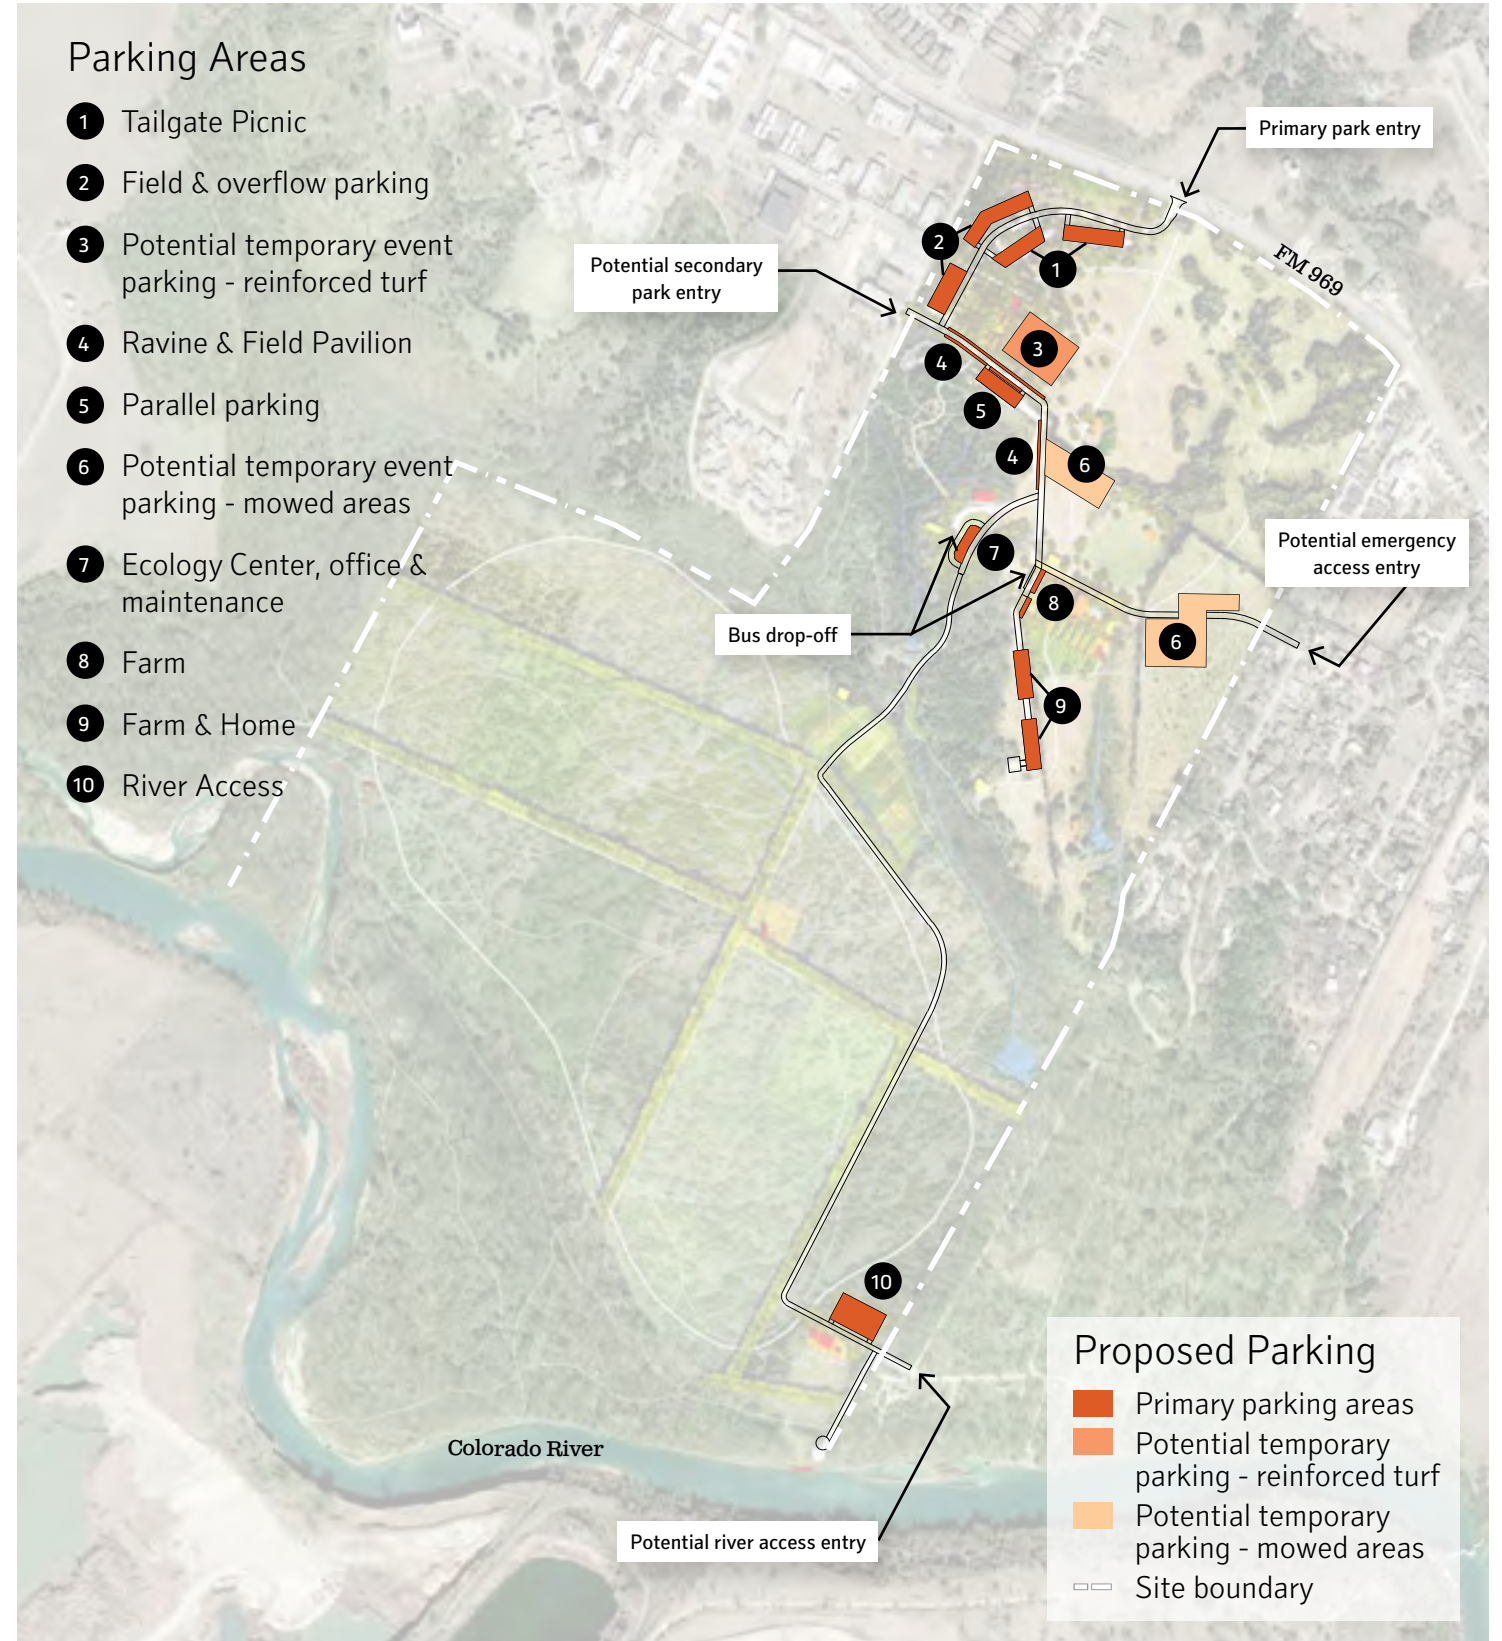 Parking Areas
1 Tailgate Picnic
2 Field & overflow parking
3 Potential temporary event
parking - reinforced turf
4 Ravine & Field Pavilion
5 Parallel parking
6 Potential temporary event
parking - mowed areas
7 Ecology Center, office &
maintenance
8 Farm
9 Farm & Home
10 River Access
Primary park entry
FM 969
Potential secondary
park entry
2
1
3
4
5
4
6
7
Potential emergency
access entry
Bus drop-off
8
6
9
10
Colorado River
Potential river access entry
Proposed Parking
Primary parking areas
Potential temporary
parking - reinforced turf
Potential temporary
parking - mowed areas
Site boundary